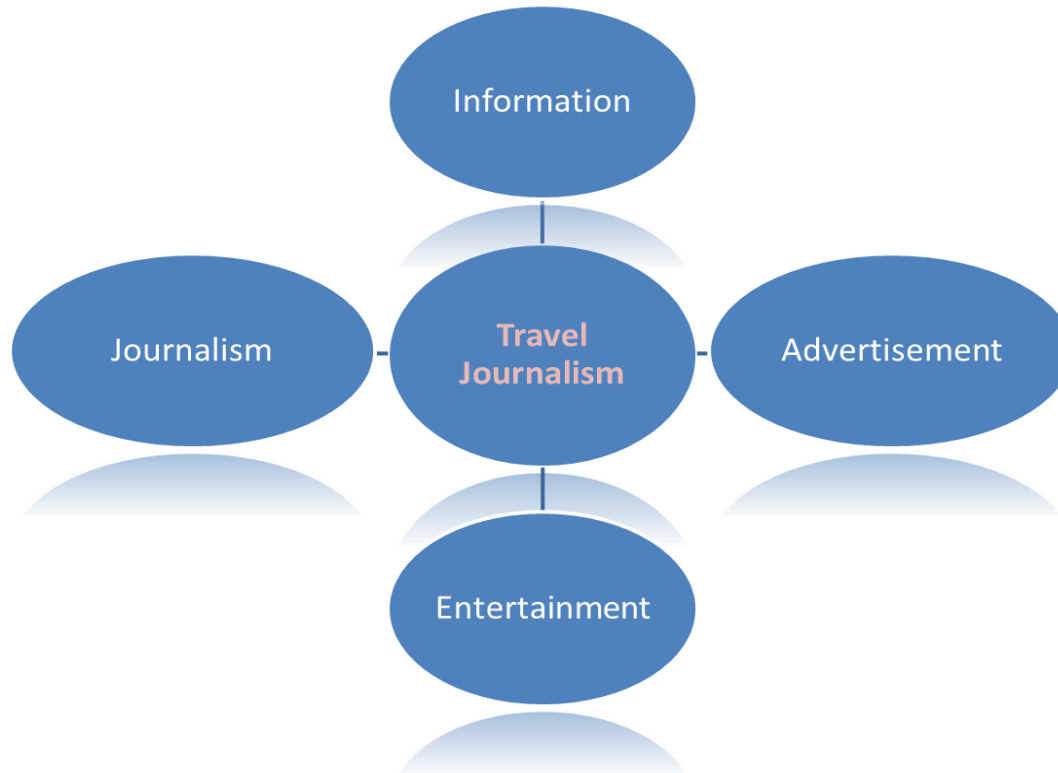 Information
Journalism
Travel
Journalism
Advertisement
Entertainment